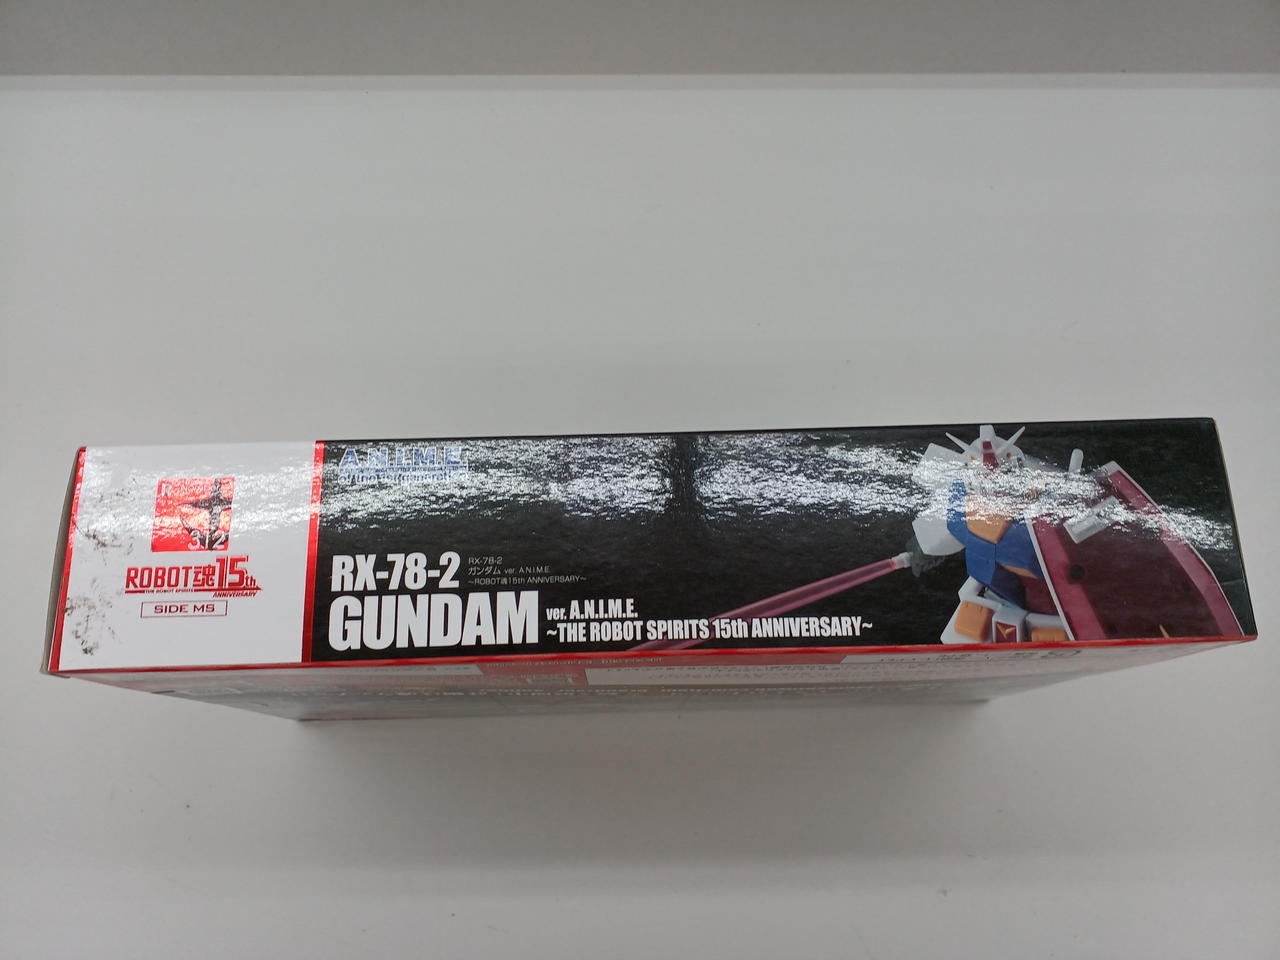 ROBOT魂15th
THE ROBOT SPIRITS ANNIVERSARY
SIDE MS
A.N.I.M.E.
RX-78-2
GUNDAM
RX-78-2
ガンダム ver. A.N.I.M.E.
~ROBOT魂15th ANNIVERSARY~
ver. A.N.I.M.E.
~THE ROBOT SPIRITS 15th ANNIVERSARY~